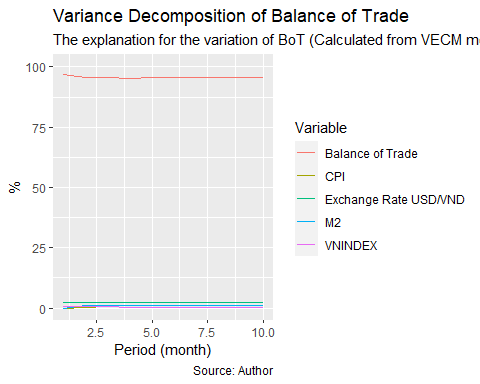 Variance Decomposition of Balance of Trade
The explanation for the variation of BoT (Calculated from VECM
100
75
50
25
0
%
2.5 5.0 7.5 10.0
Period (month)
Source: Author
Variable
Balance of Trade
CPI
Exchange Rate USD/VND
M2
VNINDEX